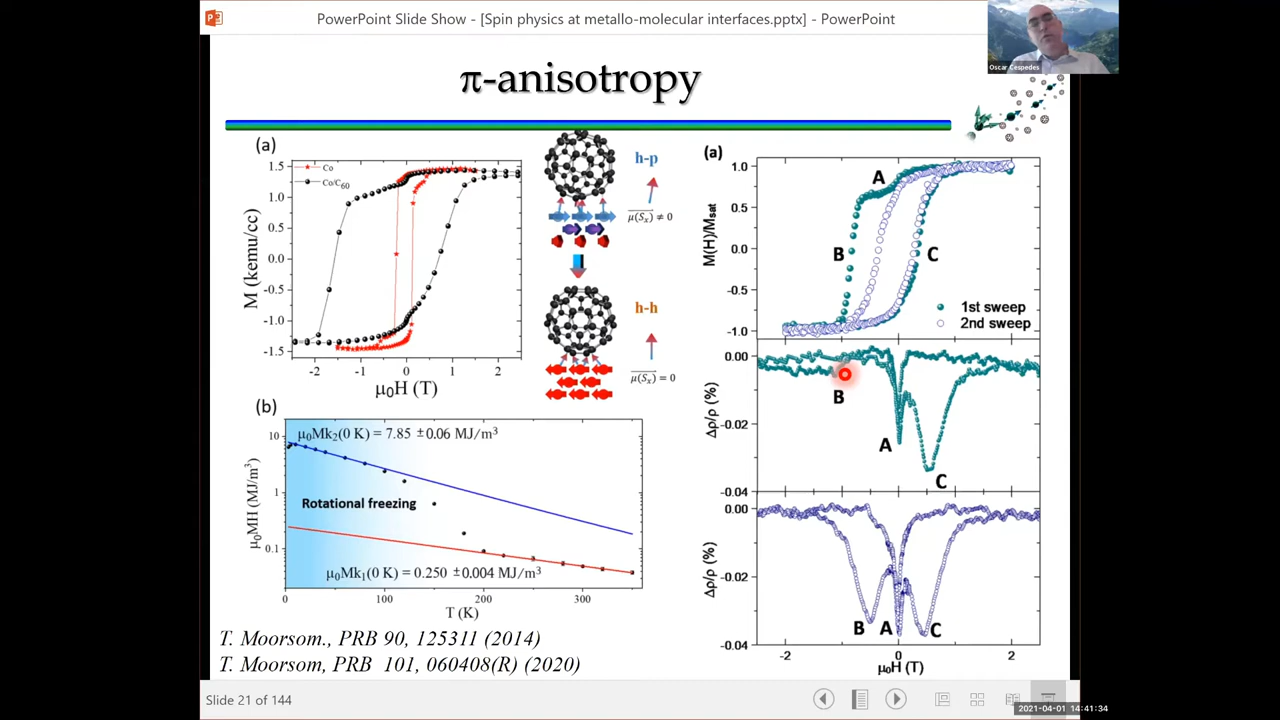 PowerPoint Slide Show - [Spin physics at metallo-molecular interfaces.pptx] - PowerPoint
Oscar Cespedes
π-anisotropy
(a)
1.5
1.0
0.5
0.0
-0.5
-1.0
-1.5
M (kemu/cc)
Co
Co/C60
-2 -1 0 1 2
μ0H (T)
h-p
μ(Sx) ≠ 0
h-h
μ(Sx) = 0
(b)
10
1
0.1
μ0MH (MJ/m³)
μ0Mk2(0 K) = 7.85 ±0.06 MJ/m³
Rotational freezing
μ0Mk1(0 K) = 0.250 ±0.004 MJ/m³
0 100 200 300
T (K)
(a)
1.0
0.5
0.0
-0.5
-1.0
M(H)/Msat
A
B
C
1st sweep
2nd sweep
0.00
-0.02
-0.04
Δρ/ρ (%)
B
A
C
0.00
-0.02
-0.04
Δρ/ρ (%)
B A C
-2 0 2
μ0H (T)
T. Moorsom., PRB 90, 125311 (2014)
T. Moorsom, PRB 101, 060408(R) (2020)
Slide 21 of 144
2021-04-01 14:41:34